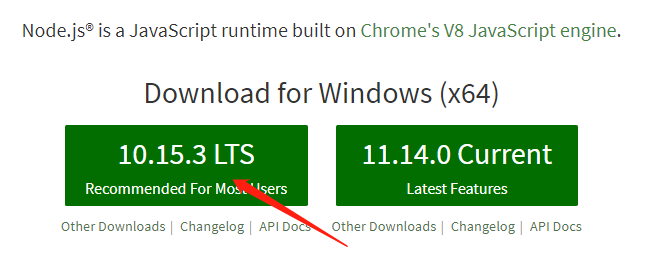 Node.js® is a JavaScript runtime built on Chrome's V8 JavaScript engine.
Download for Windows (x64)
10.15.3 LTS
Recommended For Most Users
11.14.0 Current
Latest Features
Other Downloads | Changelog | API Docs
Other Downloads | Changelog | API Docs